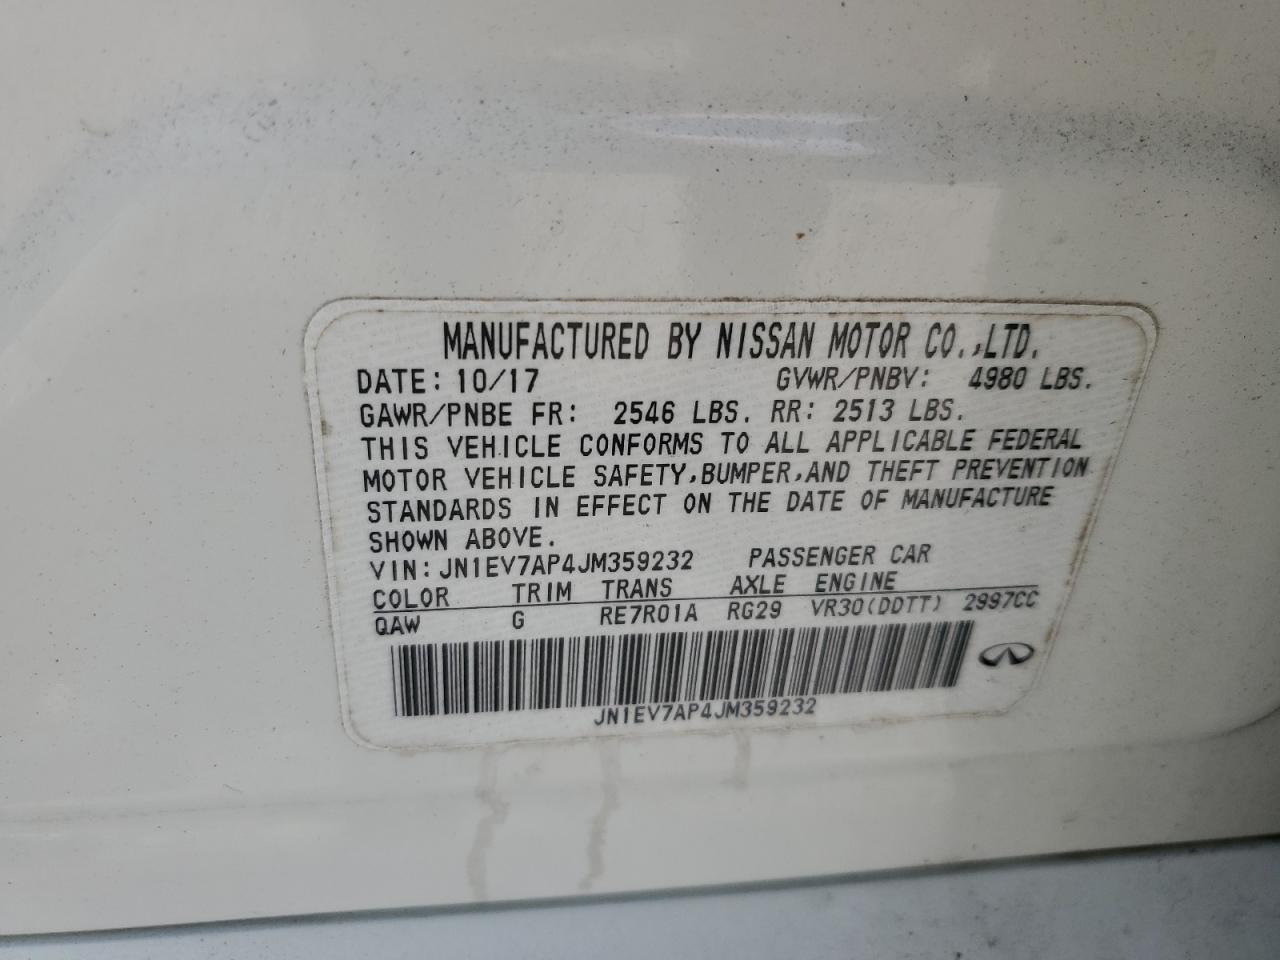 MANUFACTURED BY NISSAN MOTOR CO.,LTD.
DATE: 10/17 GVWR/PNBV: 4980 LBS.
GAWR/PNBE FR: 2546 LBS. RR: 2513 LBS.
THIS VEHICLE CONFORMS TO ALL APPLICABLE FEDERAL
MOTOR VEHICLE SAFETY,BUMPER,AND THEFT PREVENTION
STANDARDS IN EFFECT ON THE DATE OF MANUFACTURE
SHOWN ABOVE.
VIN: JN1EV7AP4JM359232 PASSENGER CAR
COLOR TRIM TRANS AXLE ENGINE
QAW G RE7R01A RG29 VR30(DDTT) 2997CC
JN1EV7AP4JM359232